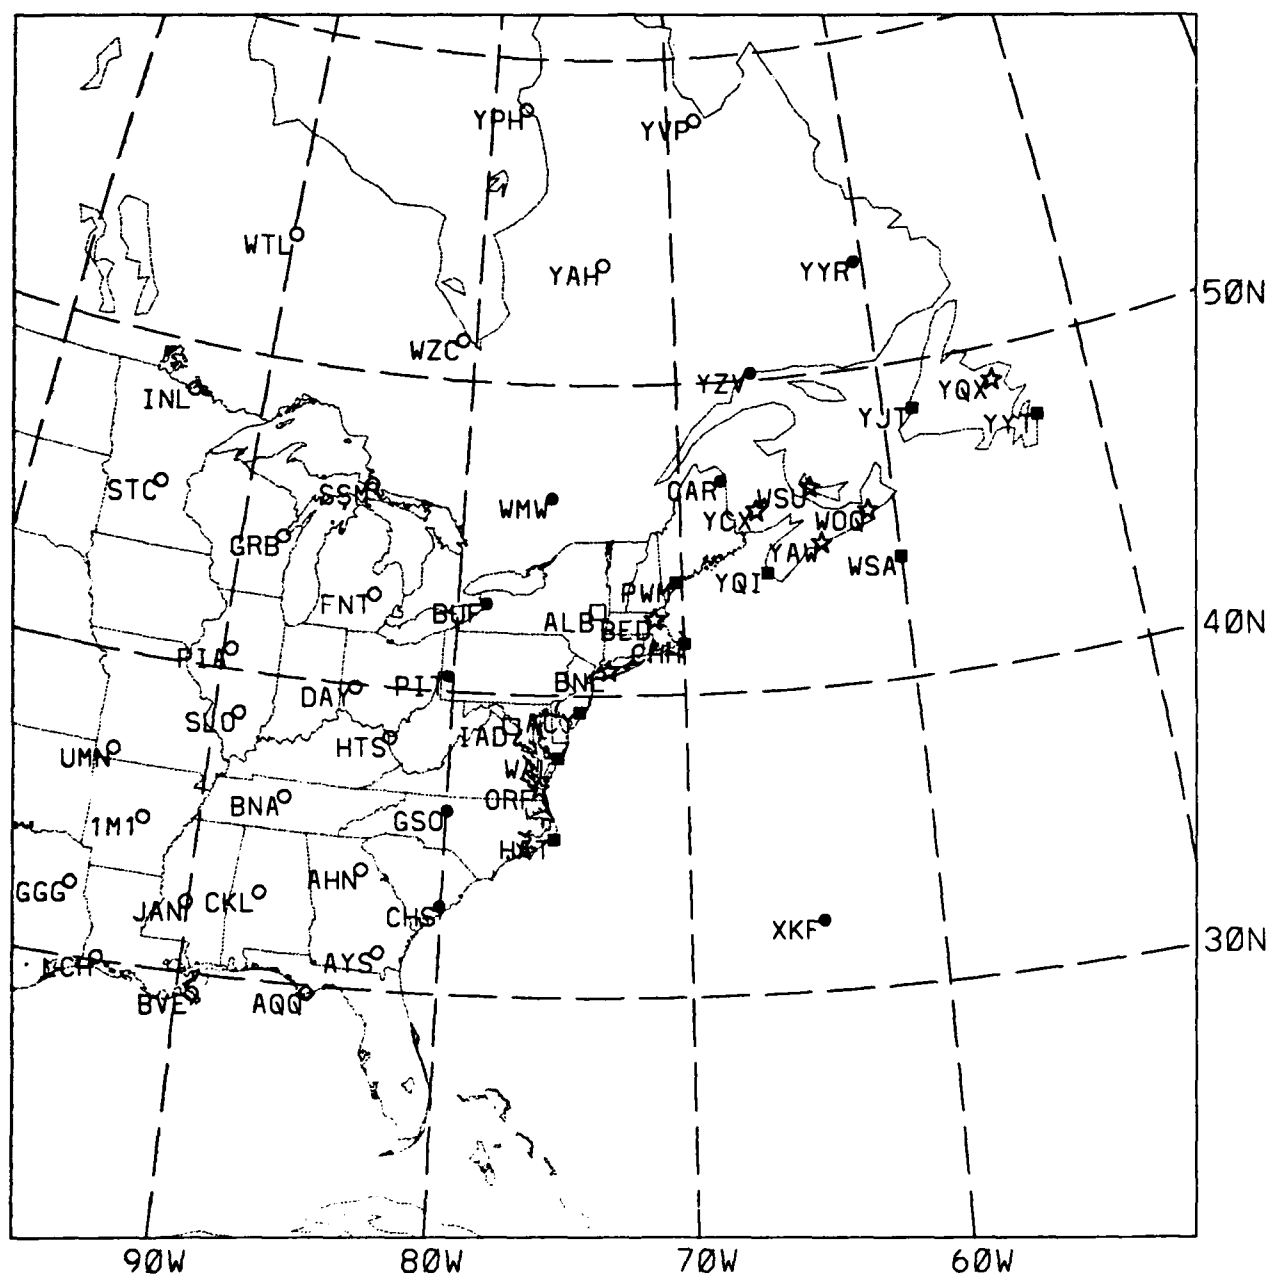 YPH
YVP
WTL
YAH
YYR
50N
WZC
YZV
YQX
INL
YJT
YYT
STC
SSM
WMW
CAR
WSU
YCX
WOQ
GRB
YAW
WSA
FNT
PWM
YQI
BUF
ALB
BED
40N
CHH
PIA
DAY
PIT
BNL
SLO
ACY
IAD
HTS
UMN
WAL
BNA
ORF
1M1
GSO
HAT
GGG
AHN
JAN
CKL
CHS
XKF
30N
LCH
AYS
BVE
AQQ
90W 80W 70W 60W